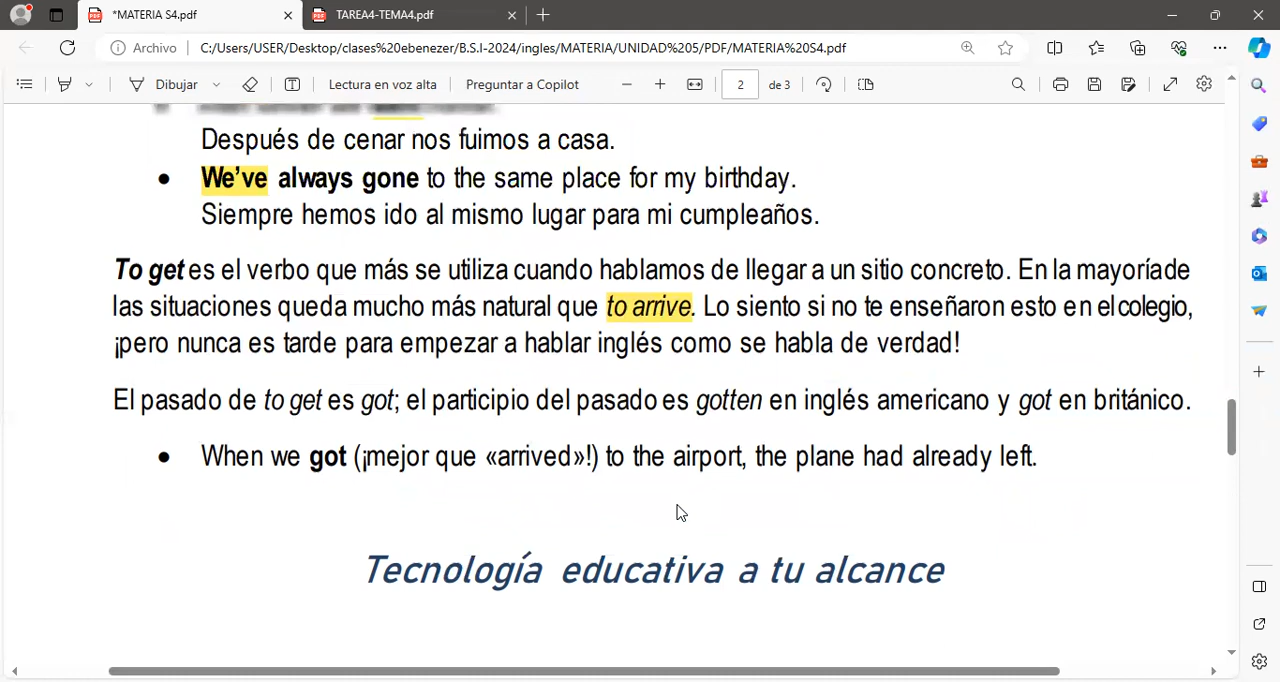 *MATERIA S4.pdf
TAREA4-TEMA4.pdf
Archivo
C:/Users/USER/Desktop/clases%20ebenezer/B.S.I-2024/ingles/MATERIA/UNIDAD%205/PDF/MATERIA%20S4.pdf
Dibujar
Lectura en voz alta
Preguntar a Copilot
2
de 3
Después de cenar nos fuimos a casa.
● We’ve always gone to the same place for my birthday.
Siempre hemos ido al mismo lugar para mi cumpleaños.
To get es el verbo que más se utiliza cuando hablamos de llegar a un sitio concreto. En la mayoríade
las situaciones queda mucho más natural que to arrive. Lo siento si no te enseñaron esto en elcolegio,
¡pero nunca es tarde para empezar a hablar inglés como se habla de verdad!
El pasado de to get es got; el participio del pasado es gotten en inglés americano y got en británico.
● When we got (¡mejor que «arrived»!) to the airport, the plane had already left.
Tecnología educativa a tu alcance